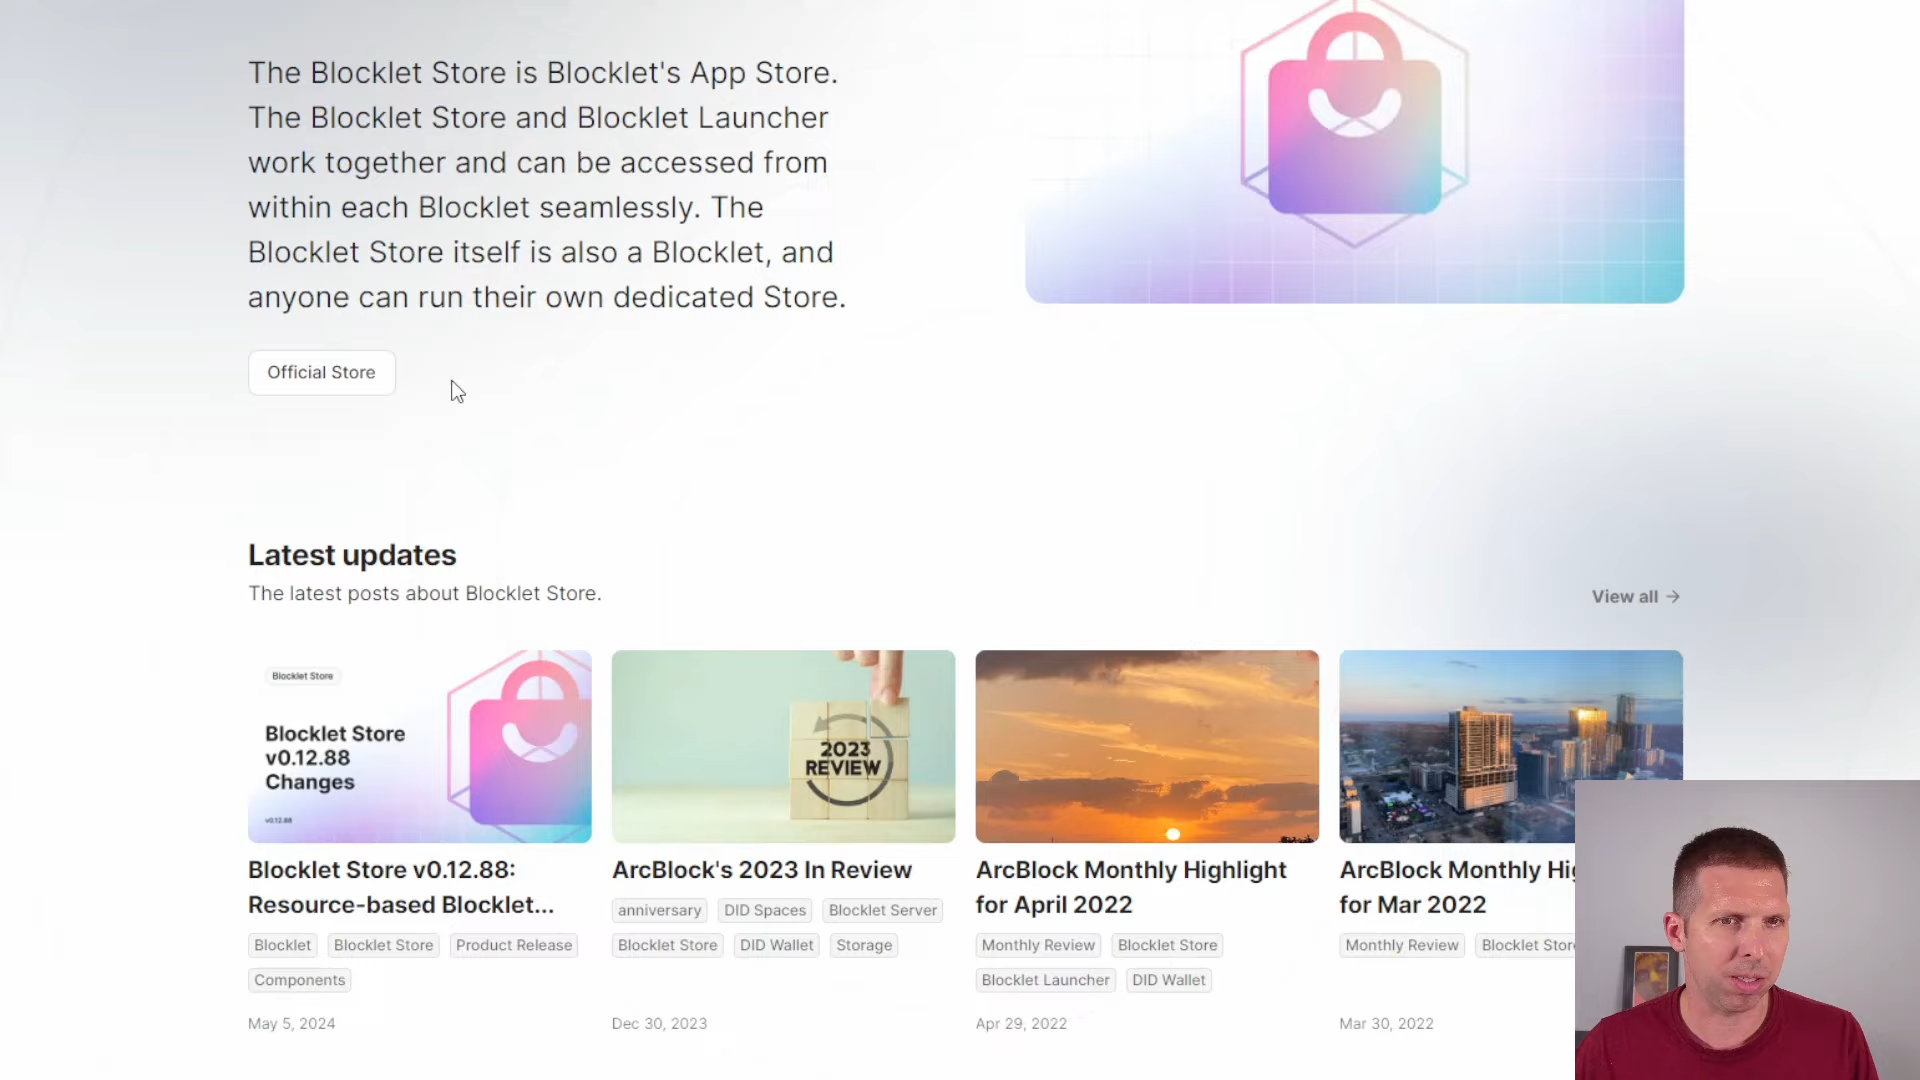 The Blocklet Store is Blocklet's App Store.
The Blocklet Store and Blocklet Launcher
work together and can be accessed from
within each Blocklet seamlessly. The
Blocklet Store itself is also a Blocklet, and
anyone can run their own dedicated Store.
Official Store
Latest updates
The latest posts about Blocklet Store.
View all →
Blocklet Store
Blocklet Store
v0.12.88
Changes
v0.12.88
2023
REVIEW
Blocklet Store v0.12.88:
Resource-based Blocklet...
Blocklet Blocklet Store Product Release
Components
May 5, 2024
ArcBlock's 2023 In Review
anniversary DID Spaces Blocklet Server
Blocklet Store DID Wallet Storage
Dec 30, 2023
ArcBlock Monthly Highlight
for April 2022
Monthly Review Blocklet Store
Blocklet Launcher DID Wallet
Apr 29, 2022
ArcBlock Monthly Hig
for Mar 2022
Monthly Review Blocklet Stor
Mar 30, 2022